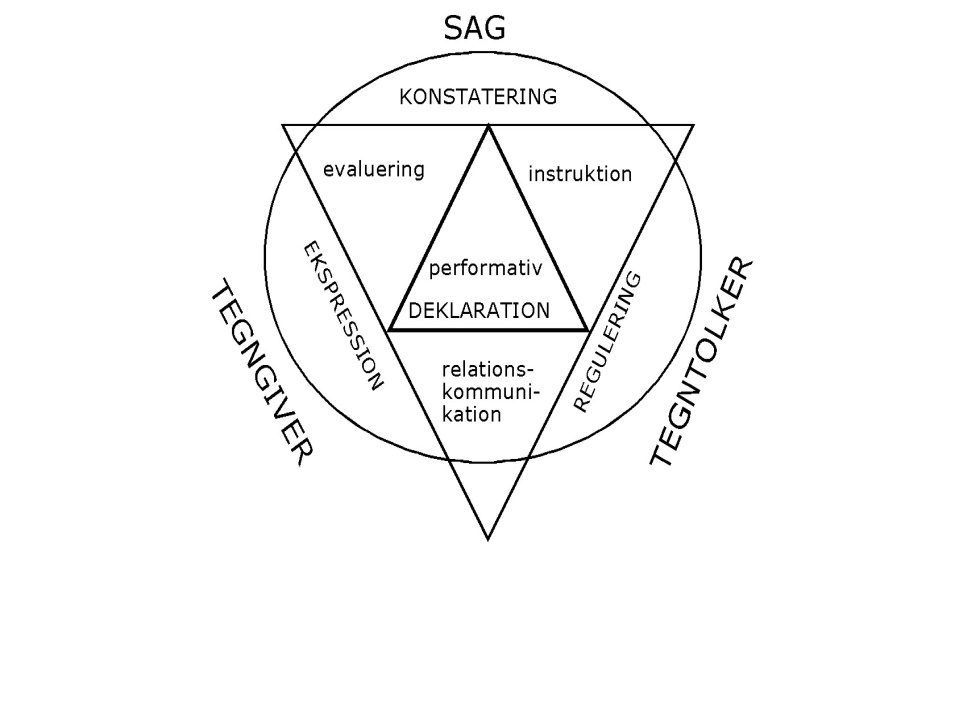 SAG
KONSTATERING
evaluering
instruktion
EKSPRESSION
performativ
DEKLARATION
REGULERING
TEGNGIVER
TEGNTOLKER
relations-
kommuni-
kation